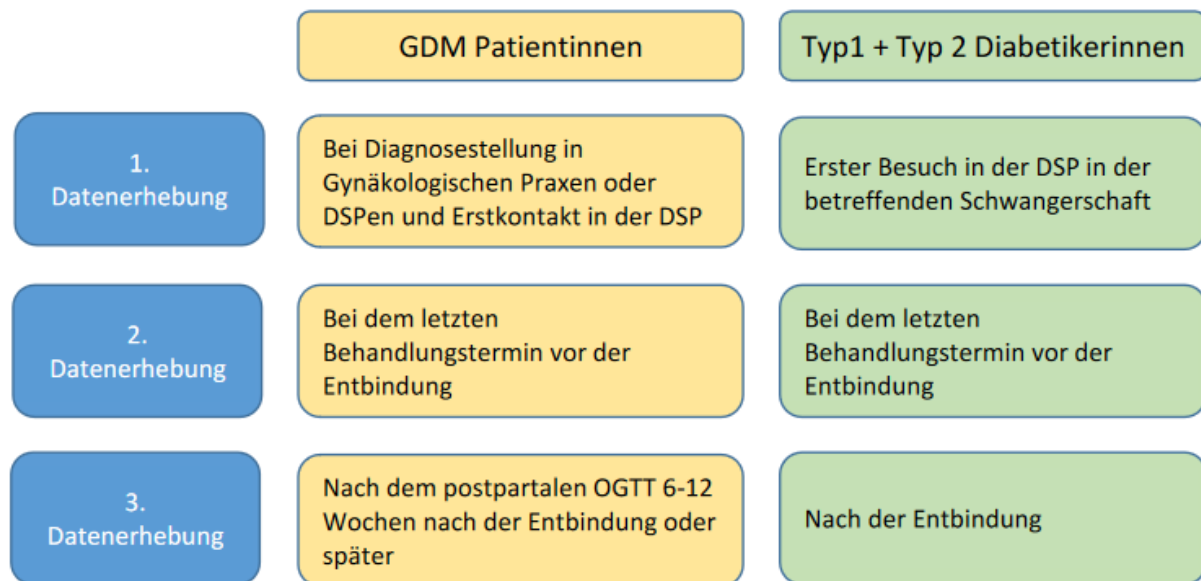 GDM Patientinnen
Typ1 + Typ 2 Diabetikerinnen
1.
Datenerhebung
Bei Diagnosestellung in
Gynäkologischen Praxen oder
DSPen und Erstkontakt in der DSP
Erster Besuch in der DSP in der
betreffenden Schwangerschaft
2.
Datenerhebung
Bei dem letzten
Behandlungstermin vor der
Entbindung
Bei dem letzten
Behandlungstermin vor der
Entbindung
3.
Datenerhebung
Nach dem postpartalen OGTT 6-12
Wochen nach der Entbindung oder
später
Nach der Entbindung